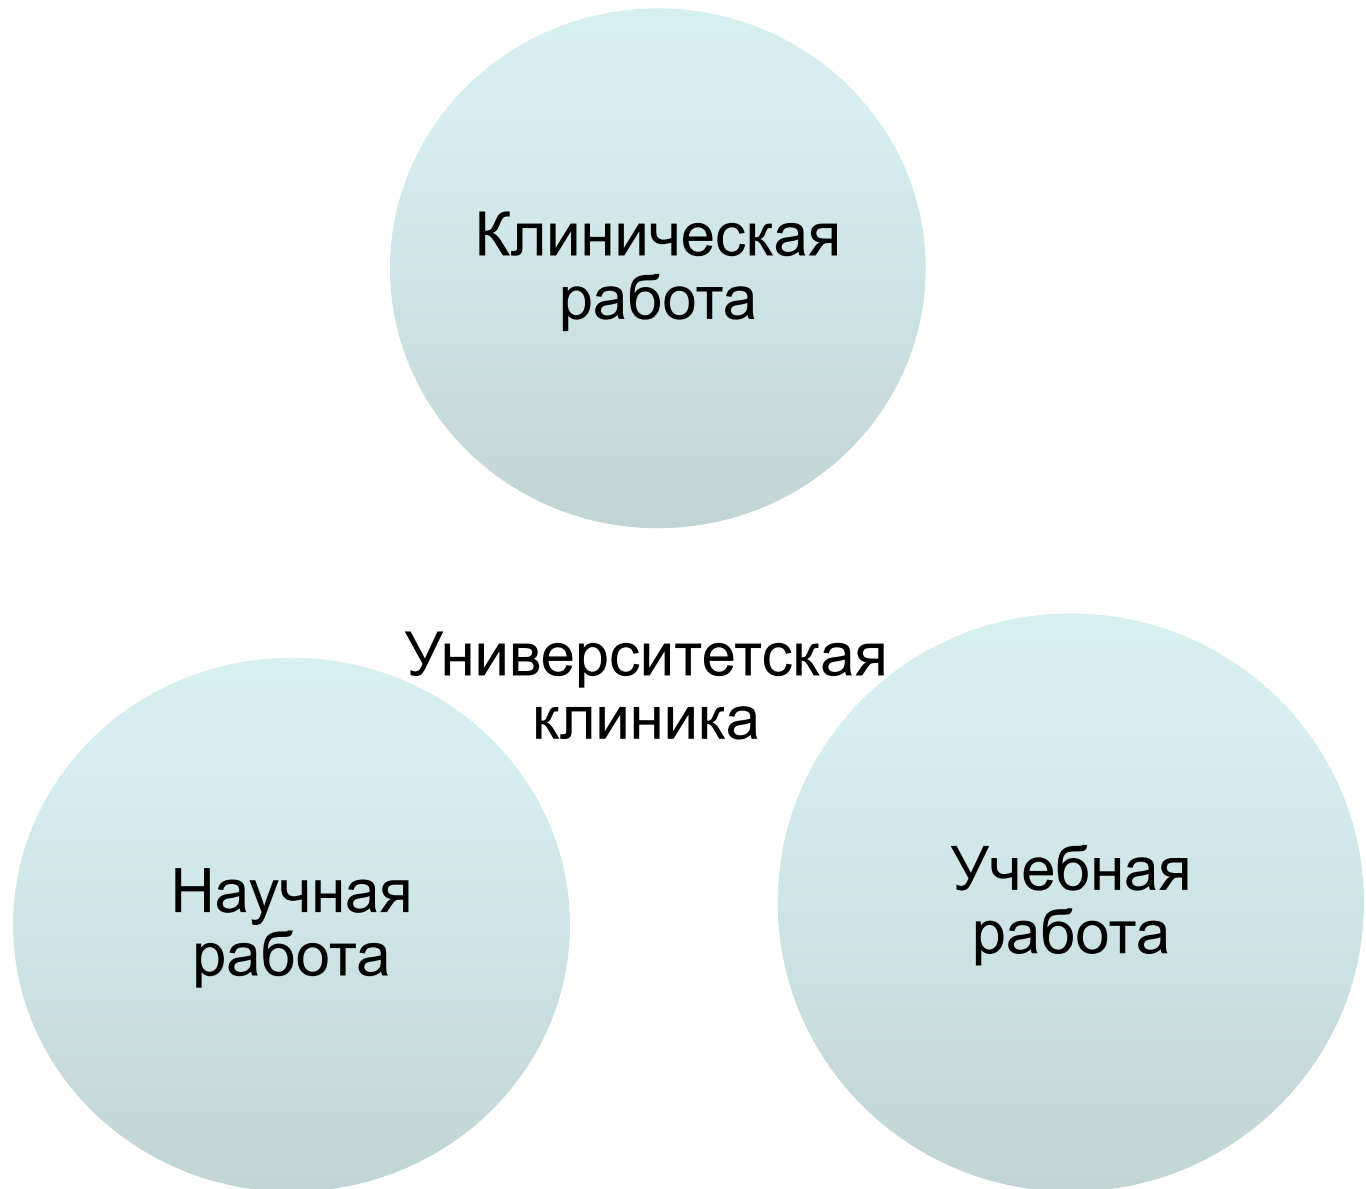 Клиническая
работа
Университетская
клиника
Научная
работа
Учебная
работа